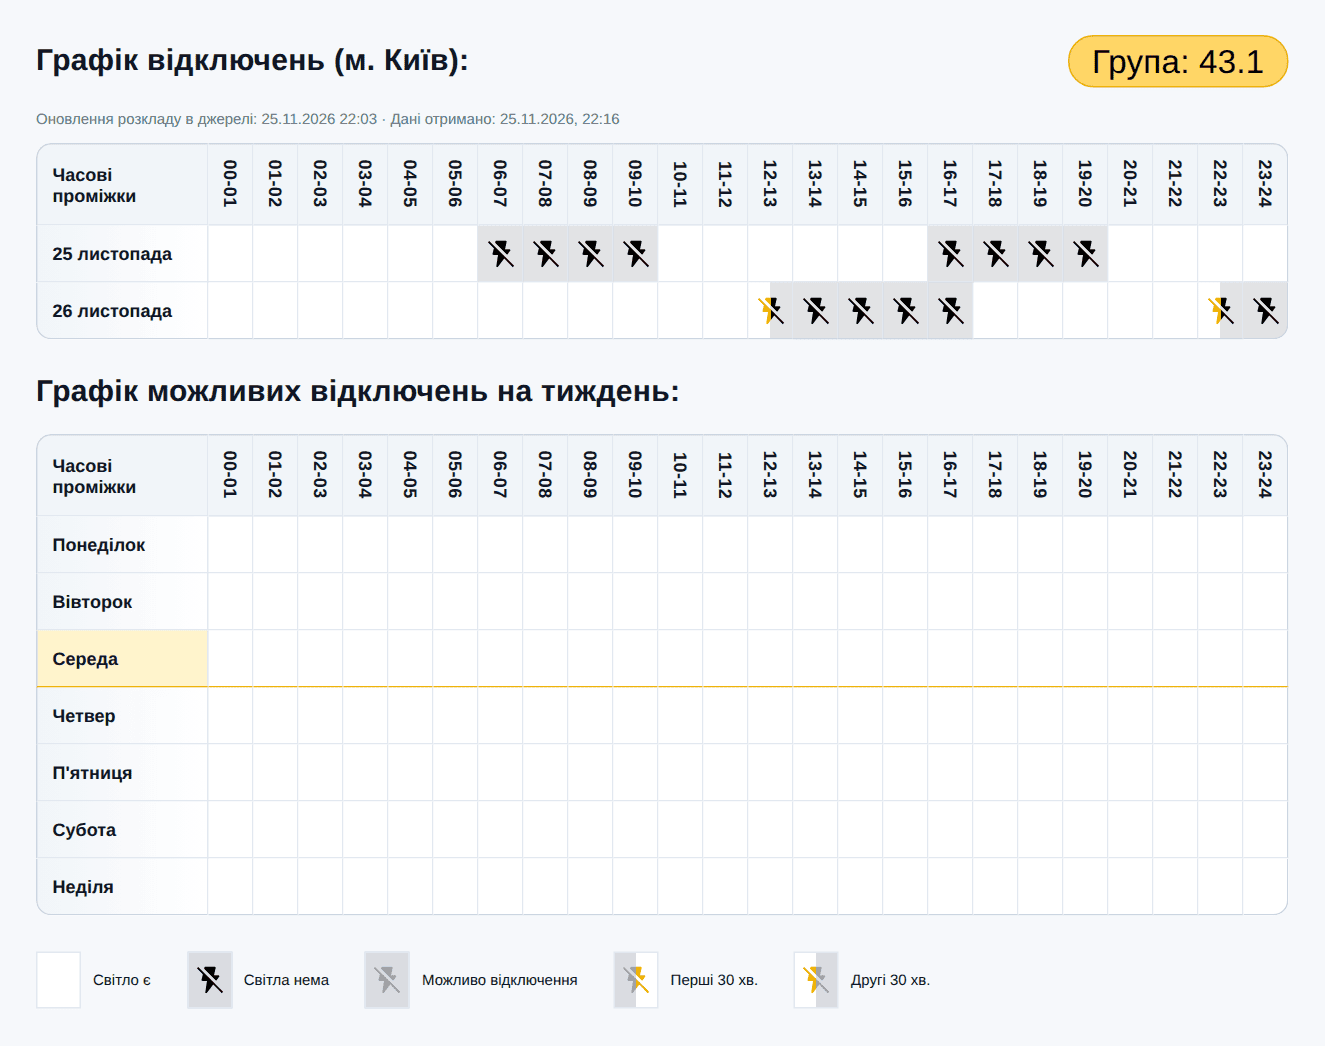 Графік відключень (м. Київ):
Група: 43.1
Оновлення розкладу в джерелі: 25.11.2026 22:03 · Дані отримано: 25.11.2026, 22:16
Часові
проміжки
00-01 01-02 02-03 03-04 04-05 05-06 06-07 07-08 08-09 09-10 10-11 11-12 12-13 13-14 14-15 15-16 16-17 17-18 18-19 19-20 20-21 21-22 22-23 23-24
25 листопада
26 листопада
Графік можливих відключень на тиждень:
Часові
проміжки
00-01 01-02 02-03 03-04 04-05 05-06 06-07 07-08 08-09 09-10 10-11 11-12 12-13 13-14 14-15 15-16 16-17 17-18 18-19 19-20 20-21 21-22 22-23 23-24
Понеділок
Вівторок
Середа
Четвер
П'ятниця
Субота
Неділя
Світло є
Світла нема
Можливо відключення
Перші 30 хв.
Другі 30 хв.